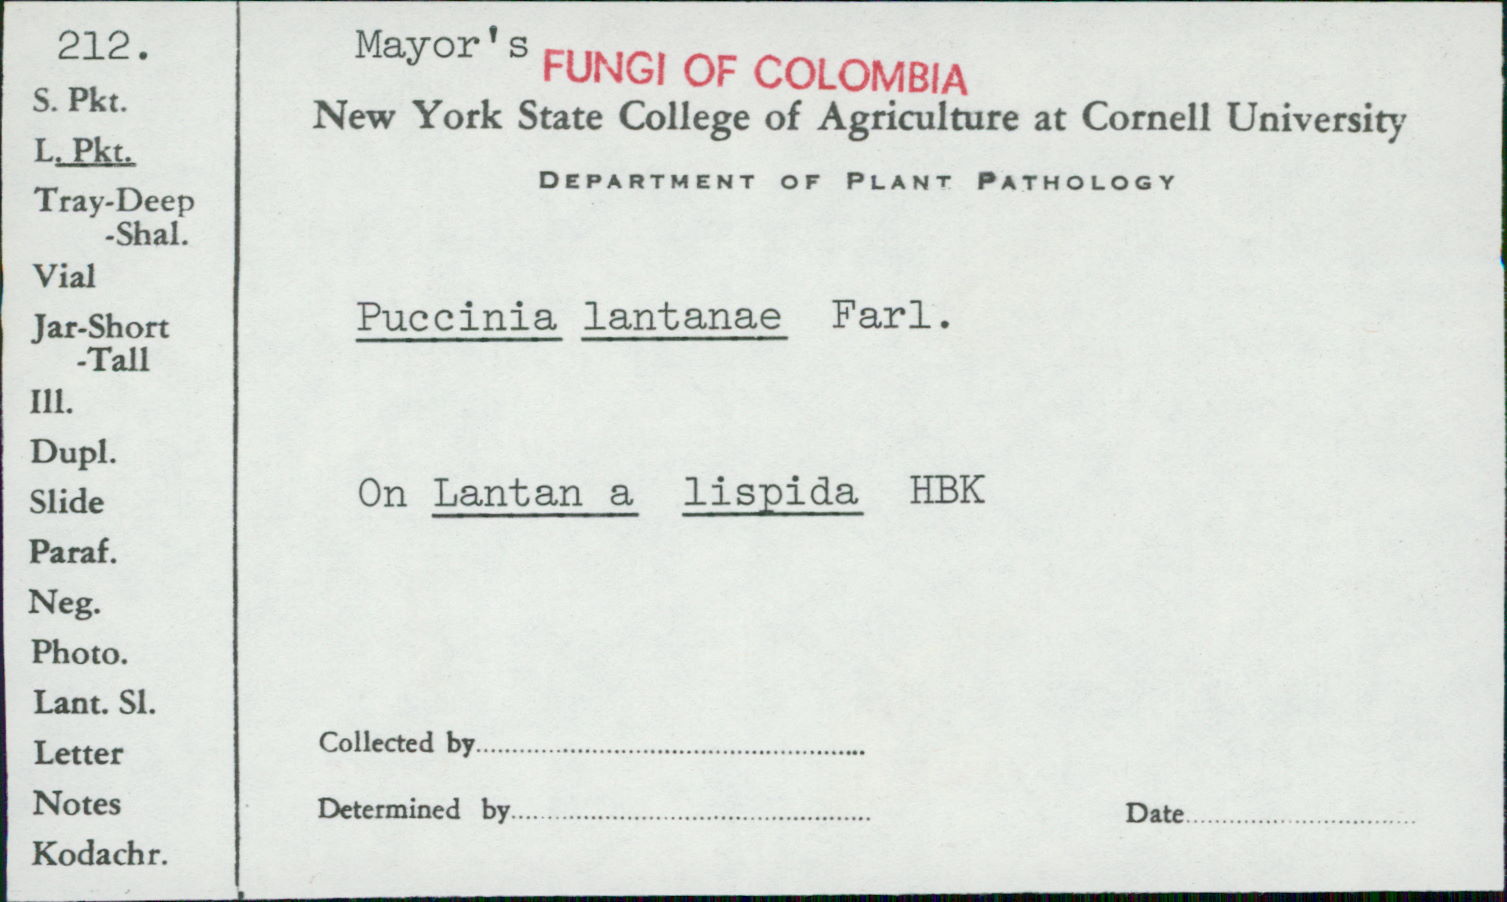 212.
S. Pkt.
L. Pkt.
Tray-Deep
-Shal.
Vial
Jar-Short
-Tall
Ill.
Dupl.
Slide
Paraf.
Neg.
Photo.
Lant. Sl.
Letter
Notes
Kodachr.
Mayor's FUNGI OF COLOMBIA
New York State College of Agriculture at Cornell University
DEPARTMENT OF PLANT PATHOLOGY
Puccinia lantanae Farl.
On Lantan a lispida HBK
Collected by
Determined by
Date